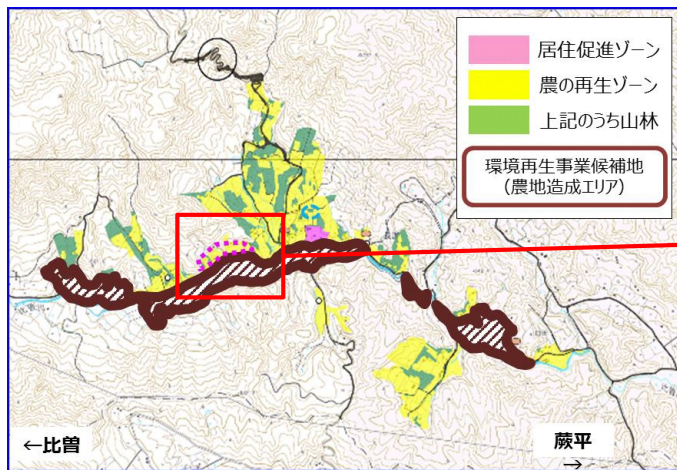 居住促進ゾーン
農の再生ゾーン
上記のうち山林
環境再生事業候補地
（農地造成エリア）
←比曽
蕨平
→